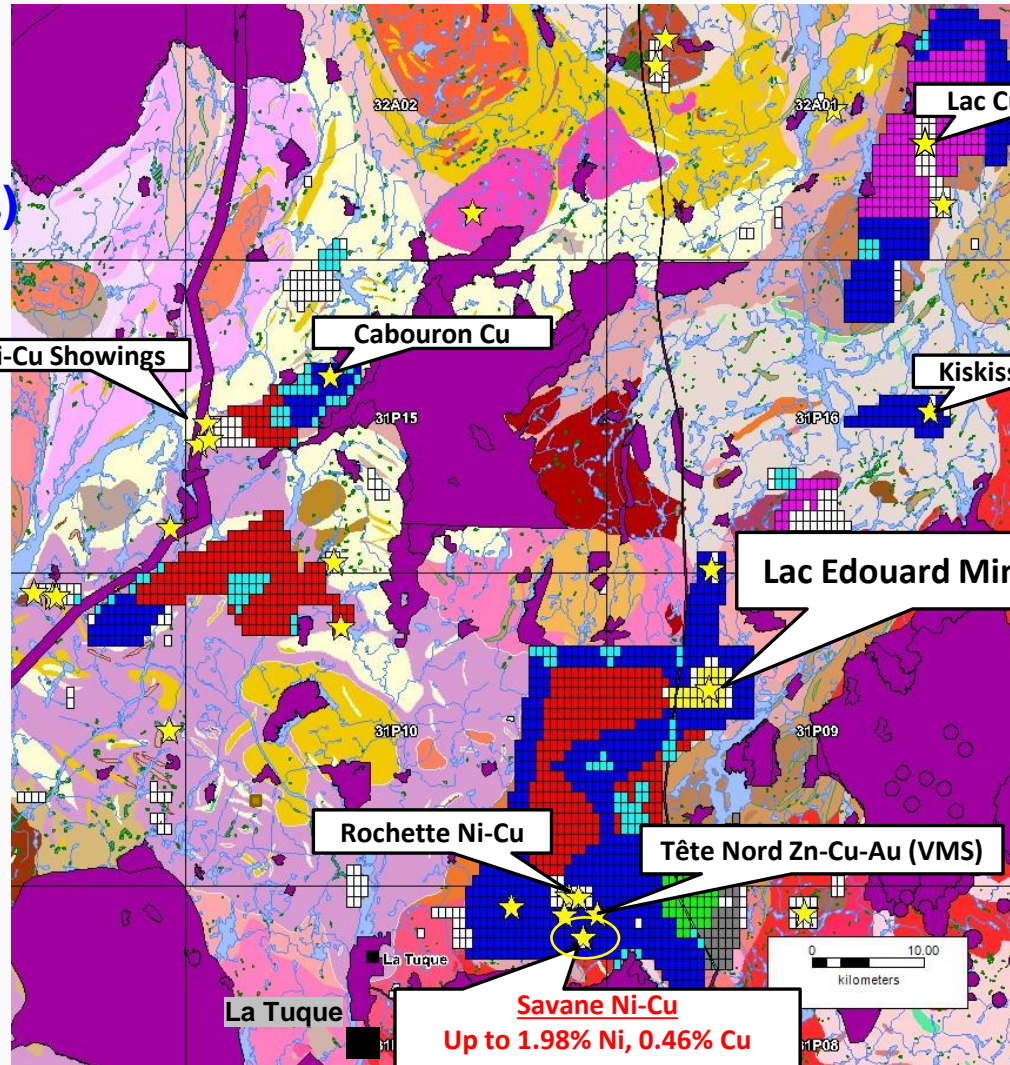 32A02
32A01
Lac C
s)
Cabouron Cu
i-Cu Showings
Kiskiss
31P15
31P16
Lac Edouard Min
31P10
31P09
Rochette Ni-Cu
Tête Nord Zn-Cu-Au (VMS)
0 10.00
kilometers
La Tuque
La Tuque
Savane Ni-Cu
Up to 1.98% Ni, 0.46% Cu
31P08